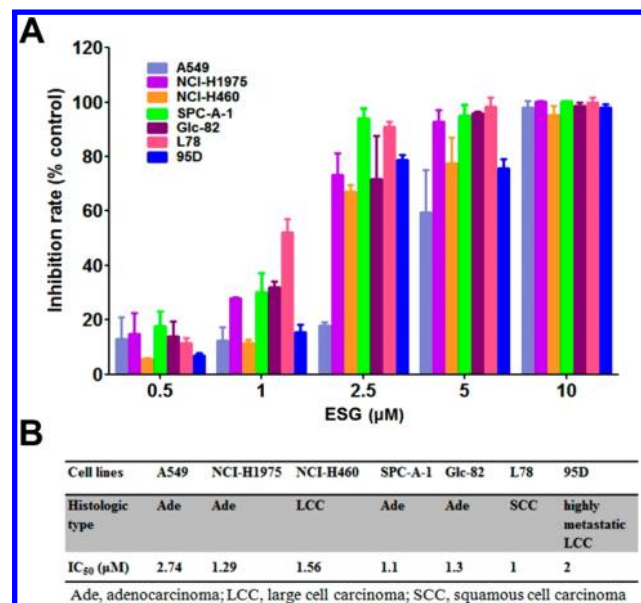 A
Inhibition rate (% control)
120
100
80
60
40
20
0
A549
NCI-H1975
NCI-H460
SPC-A-1
Glc-82
L78
95D
0.5 1 2.5 5 10
ESG (μM)
B
Cell lines A549 NCI-H1975 NCI-H460 SPC-A-1 Glc-82 L78 95D
Histologic type Ade Ade LCC Ade Ade SCC highly metastatic LCC
IC50 (μM) 2.74 1.29 1.56 1.1 1.3 1 2
Ade, adenocarcinoma; LCC, large cell carcinoma; SCC, squamous cell carcinoma